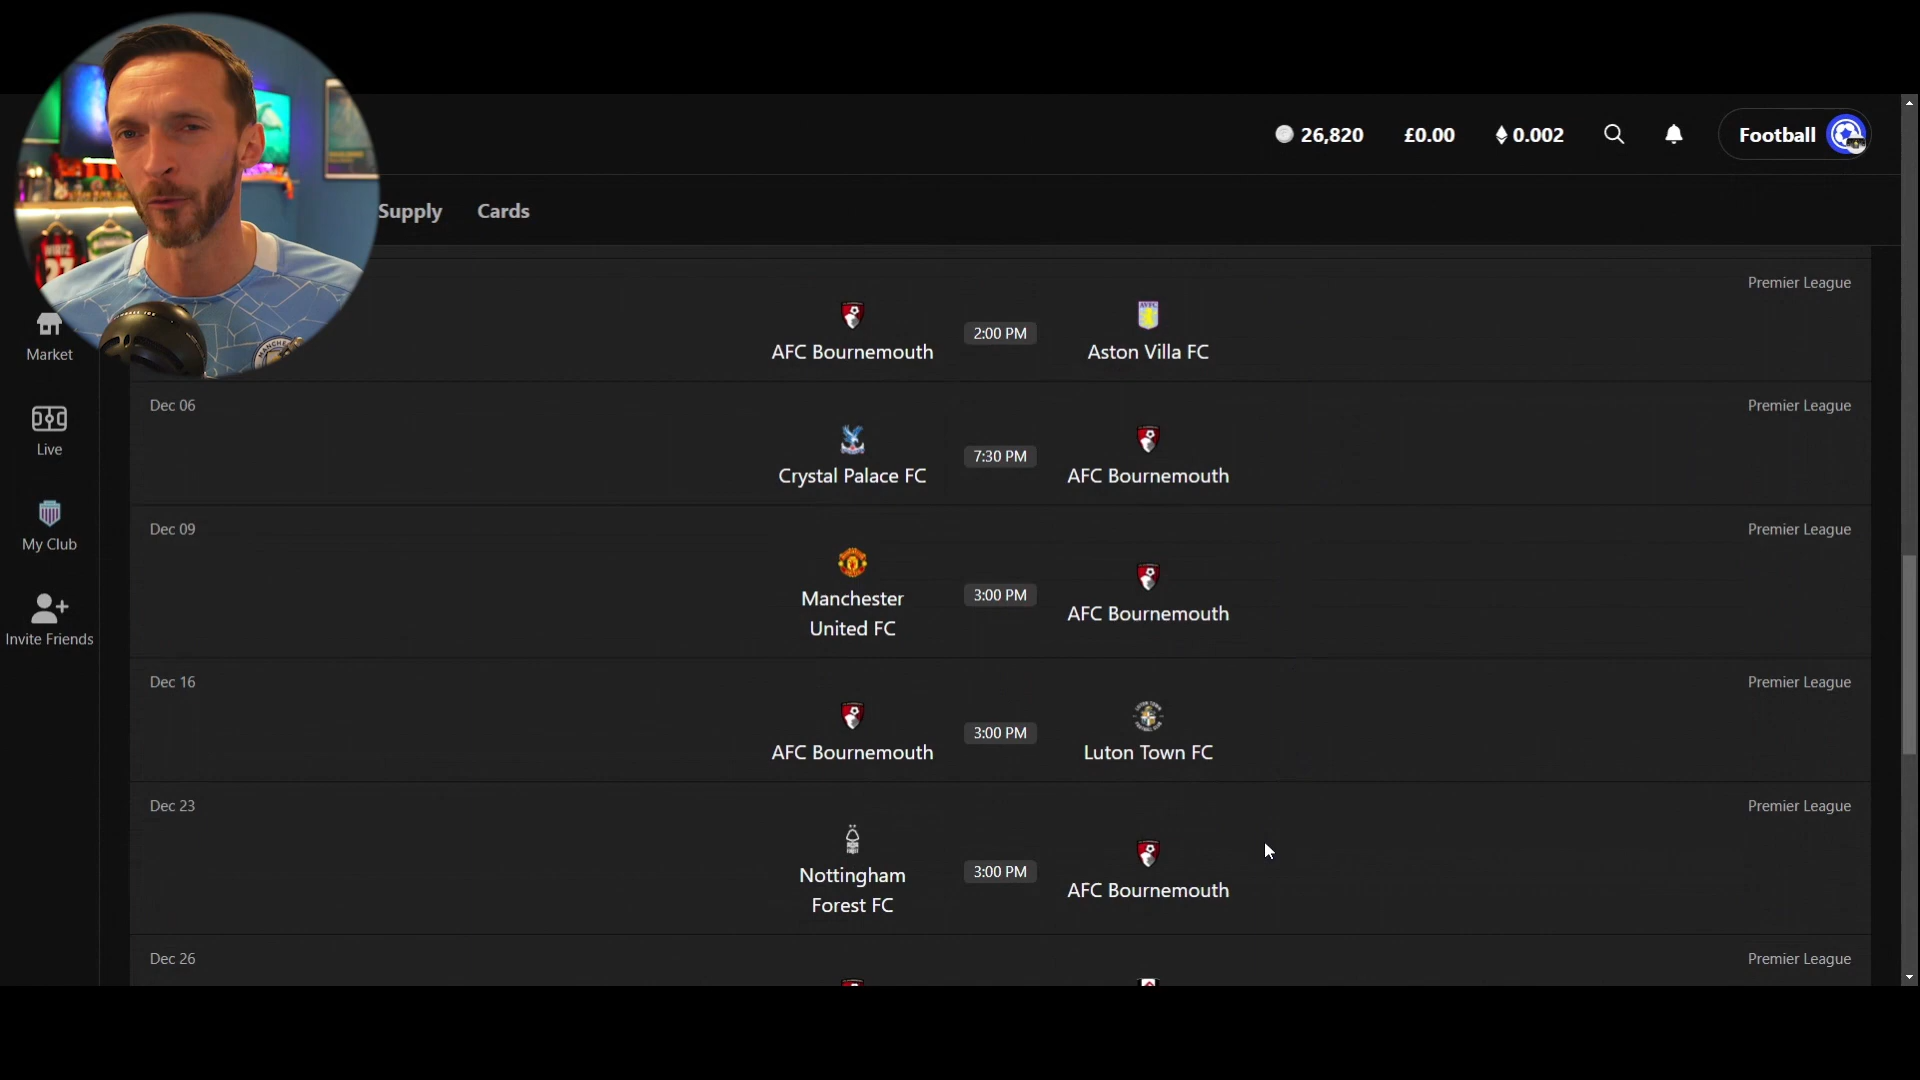 26,820
£0.00
0.002
Football
Supply
Cards
Premier League
AFC Bournemouth
2:00 PM
Aston Villa FC
Market
Live
My Club
Invite Friends
Dec 06
Premier League
Crystal Palace FC
7:30 PM
AFC Bournemouth
Dec 09
Premier League
Manchester
United FC
3:00 PM
AFC Bournemouth
Dec 16
Premier League
AFC Bournemouth
3:00 PM
Luton Town FC
Dec 23
Premier League
Nottingham
Forest FC
3:00 PM
AFC Bournemouth
Dec 26
Premier League